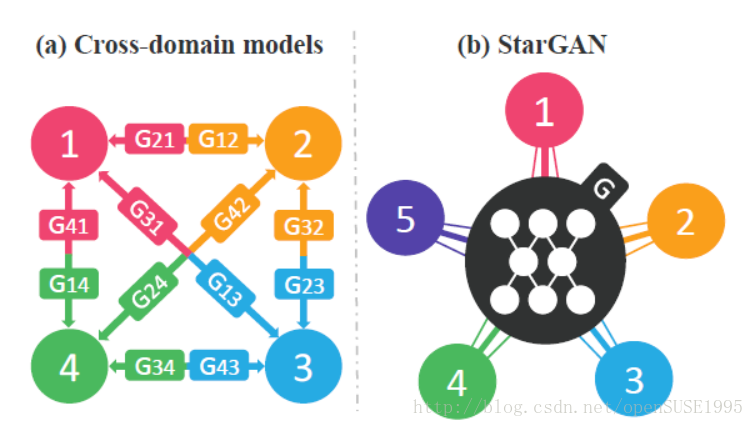 (a) Cross-domain models
(b) StarGAN
1
G21
G12
2
G41
G31
G42
G32
G14
G24
G13
G23
4
G34
G43
3
1
G
5
2
4
3
http://blog.csdn.net/openSUSE1995